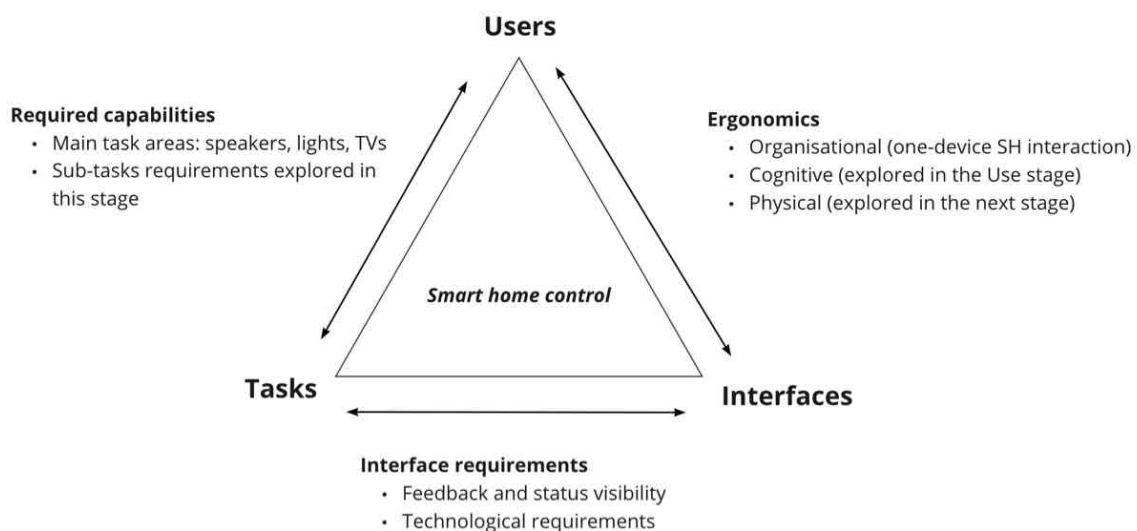 Users
Required capabilities
• Main task areas: speakers, lights, TVs
• Sub-tasks requirements explored in
this stage
Ergonomics
• Organisational (one-device SH interaction)
• Cognitive (explored in the Use stage)
• Physical (explored in the next stage)
Smart home control
Tasks
Interfaces
Interface requirements
• Feedback and status visibility
• Technological requirements